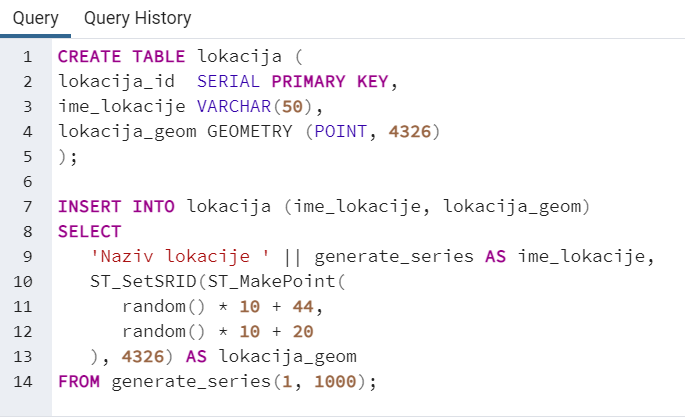 Query Query History
1 CREATE TABLE lokacija (
2 lokacija_id  SERIAL PRIMARY KEY,
3 ime_lokacije VARCHAR(50),
4 lokacija_geom GEOMETRY (POINT, 4326)
5 );
6
7 INSERT INTO lokacija (ime_lokacije, lokacija_geom)
8 SELECT
9    'Naziv lokacije ' || generate_series AS ime_lokacije,
10    ST_SetSRID(ST_MakePoint(
11       random() * 10 + 44,
12       random() * 10 + 20
13    ), 4326) AS lokacija_geom
14 FROM generate_series(1, 1000);